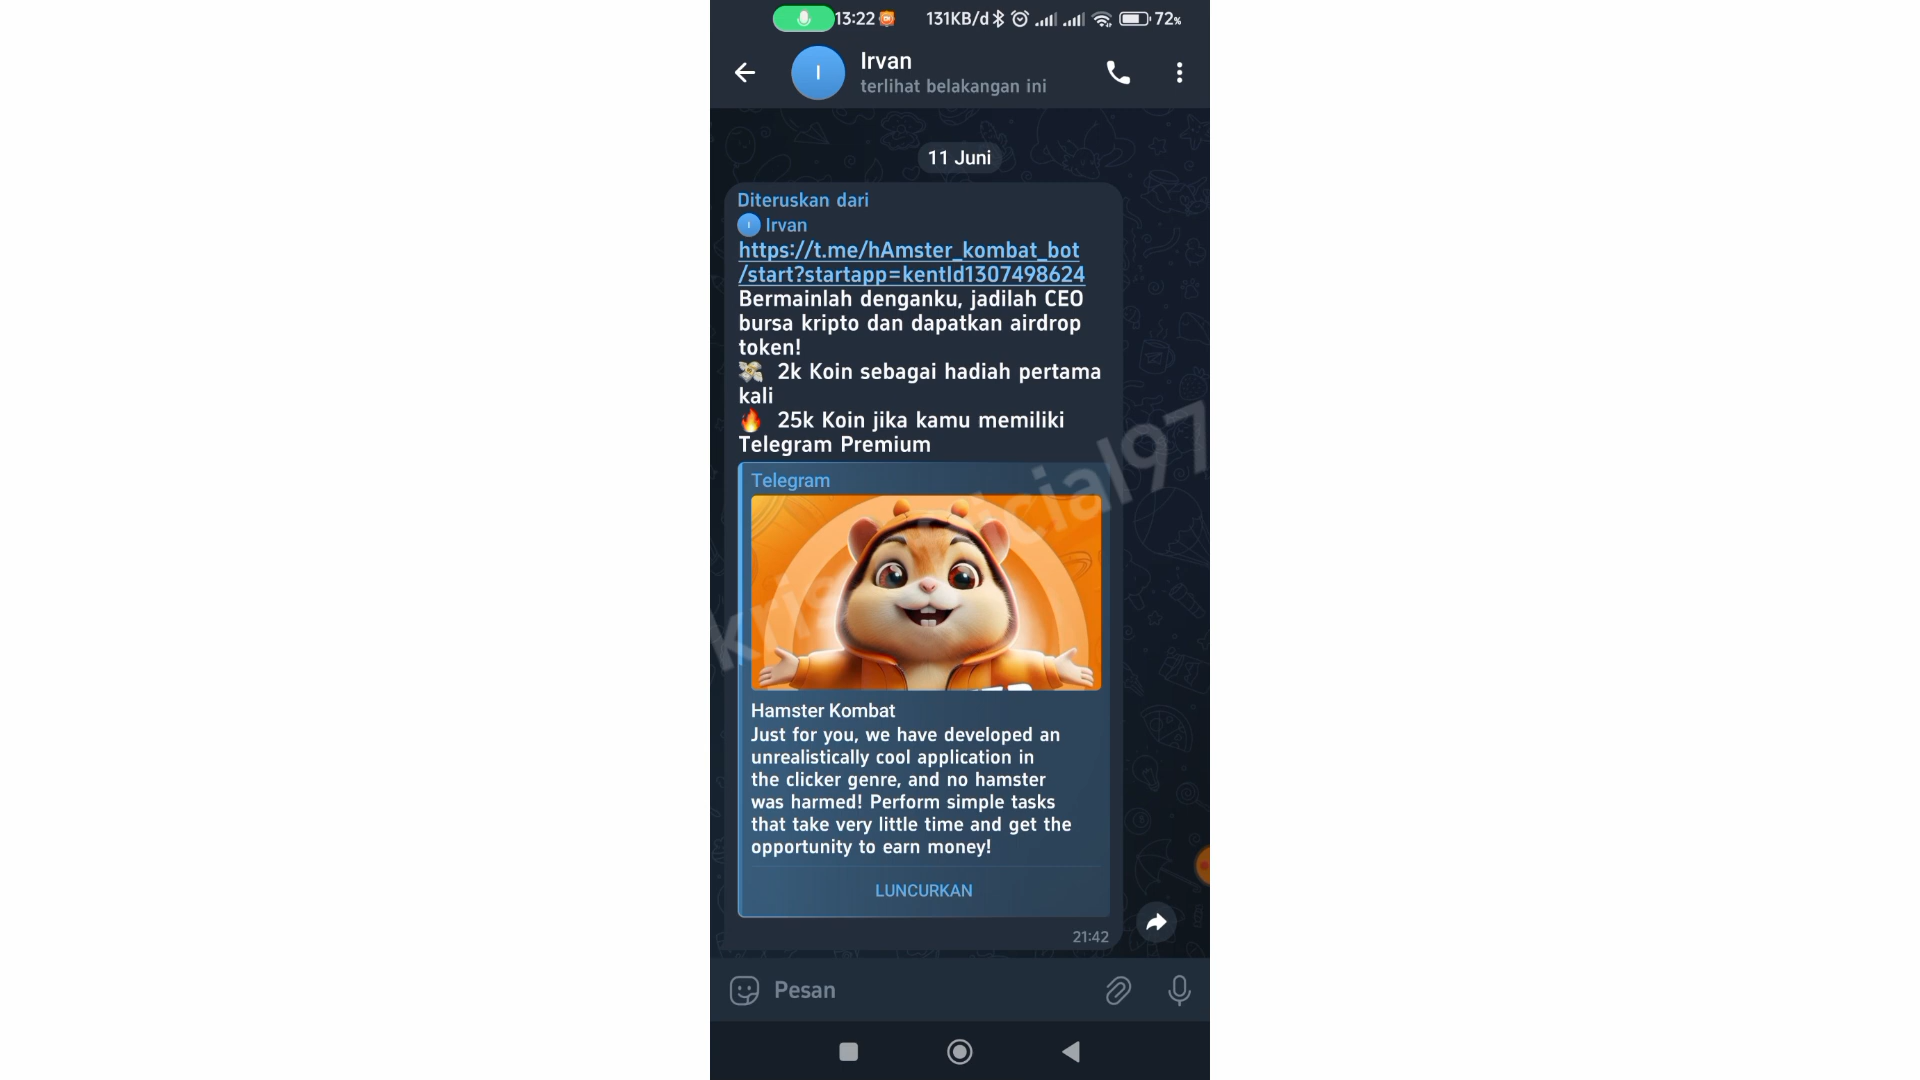 13:22 131KB/d 72%
Irvan
terlihat belakangan ini
11 Juni
Diteruskan dari
I Irvan
https://t.me/hAmster_kombat_bot
/start?startapp=kentId1307498624
Bermainlah denganku, jadilah CEO
bursa kripto dan dapatkan airdrop
token!
💸 2k Koin sebagai hadiah pertama
kali
🔥 25k Koin jika kamu memiliki
Telegram Premium
Telegram
Hamster Kombat
Just for you, we have developed an
unrealistically cool application in
the clicker genre, and no hamster
was harmed! Perform simple tasks
that take very little time and get the
opportunity to earn money!
LUNCURKAN
21:42
Pesan